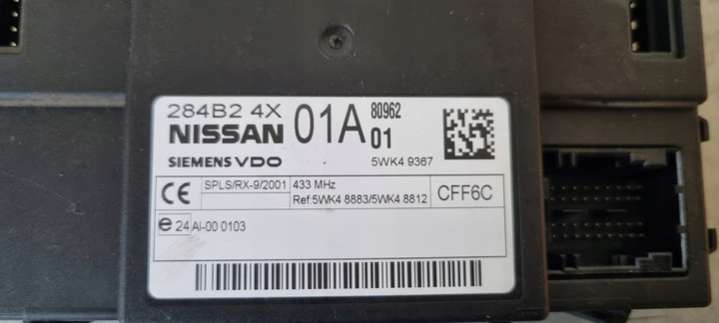 284B2 4X 01A 80962
NISSAN 01
SIEMENS VDO 5WK4 9367
CE SPLS/RX-9/2001 433 MHz CFF6C
Ref:5WK4 8883/5WK4 8812
e 24 AI-00 0103